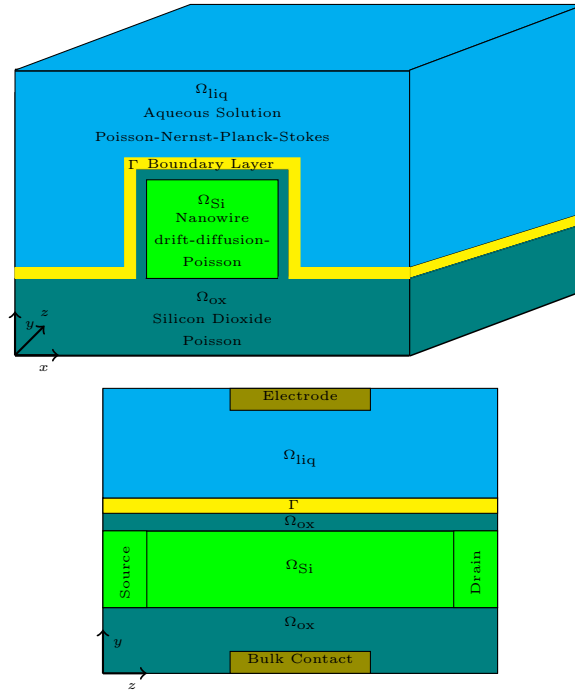 Ω_liq
Aqueous Solution
Poisson-Nernst-Planck-Stokes
Γ Boundary Layer
Ω_Si
Nanowire
drift-diffusion-
Poisson
Ω_ox
Silicon Dioxide
Poisson
z
y
x
Electrode
Ω_liq
Γ
Ω_ox
Source
Ω_Si
Drain
Ω_ox
y
Bulk Contact
z